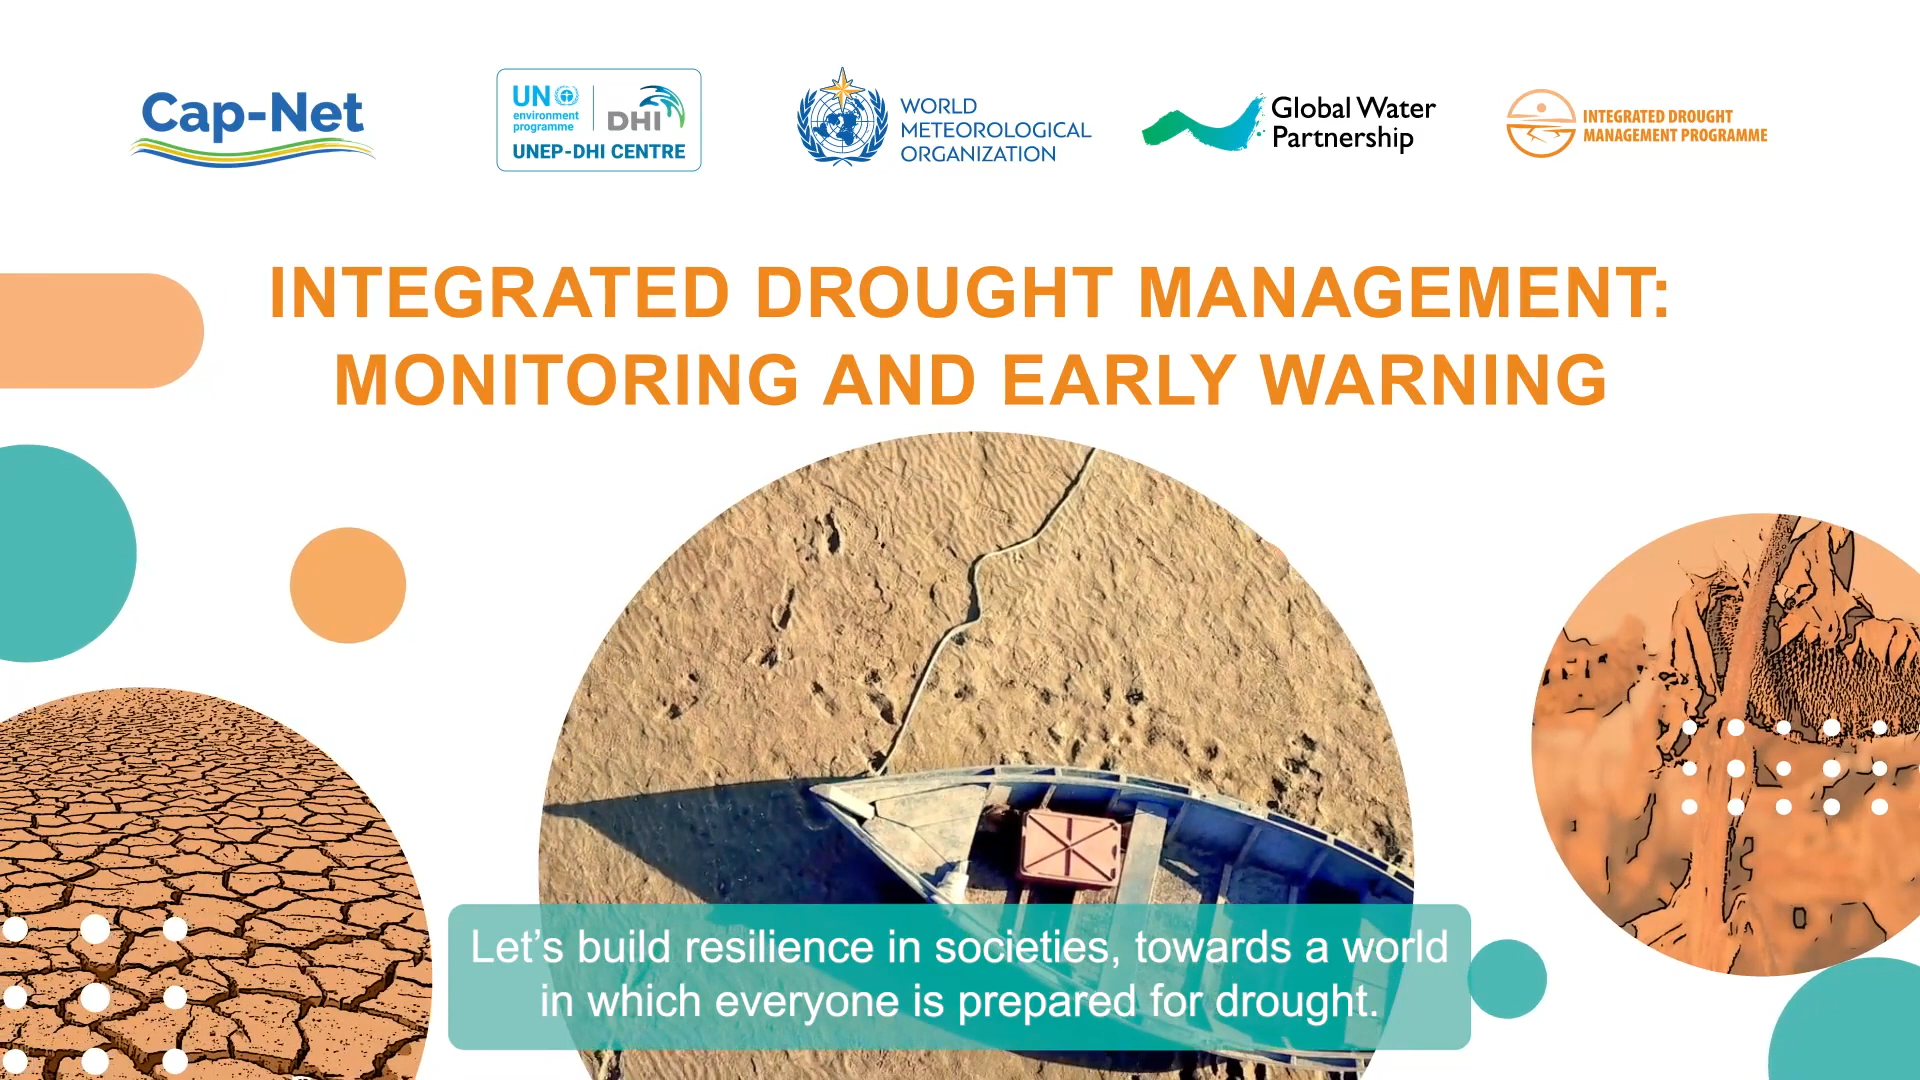 Cap-Net
UN
environment
programme
DHI
UNEP-DHI CENTRE
WORLD
METEOROLOGICAL
ORGANIZATION
Global Water
Partnership
INTEGRATED DROUGHT
MANAGEMENT PROGRAMME
INTEGRATED DROUGHT MANAGEMENT:
MONITORING AND EARLY WARNING
Let’s build resilience in societies, towards a world
in which everyone is prepared for drought.